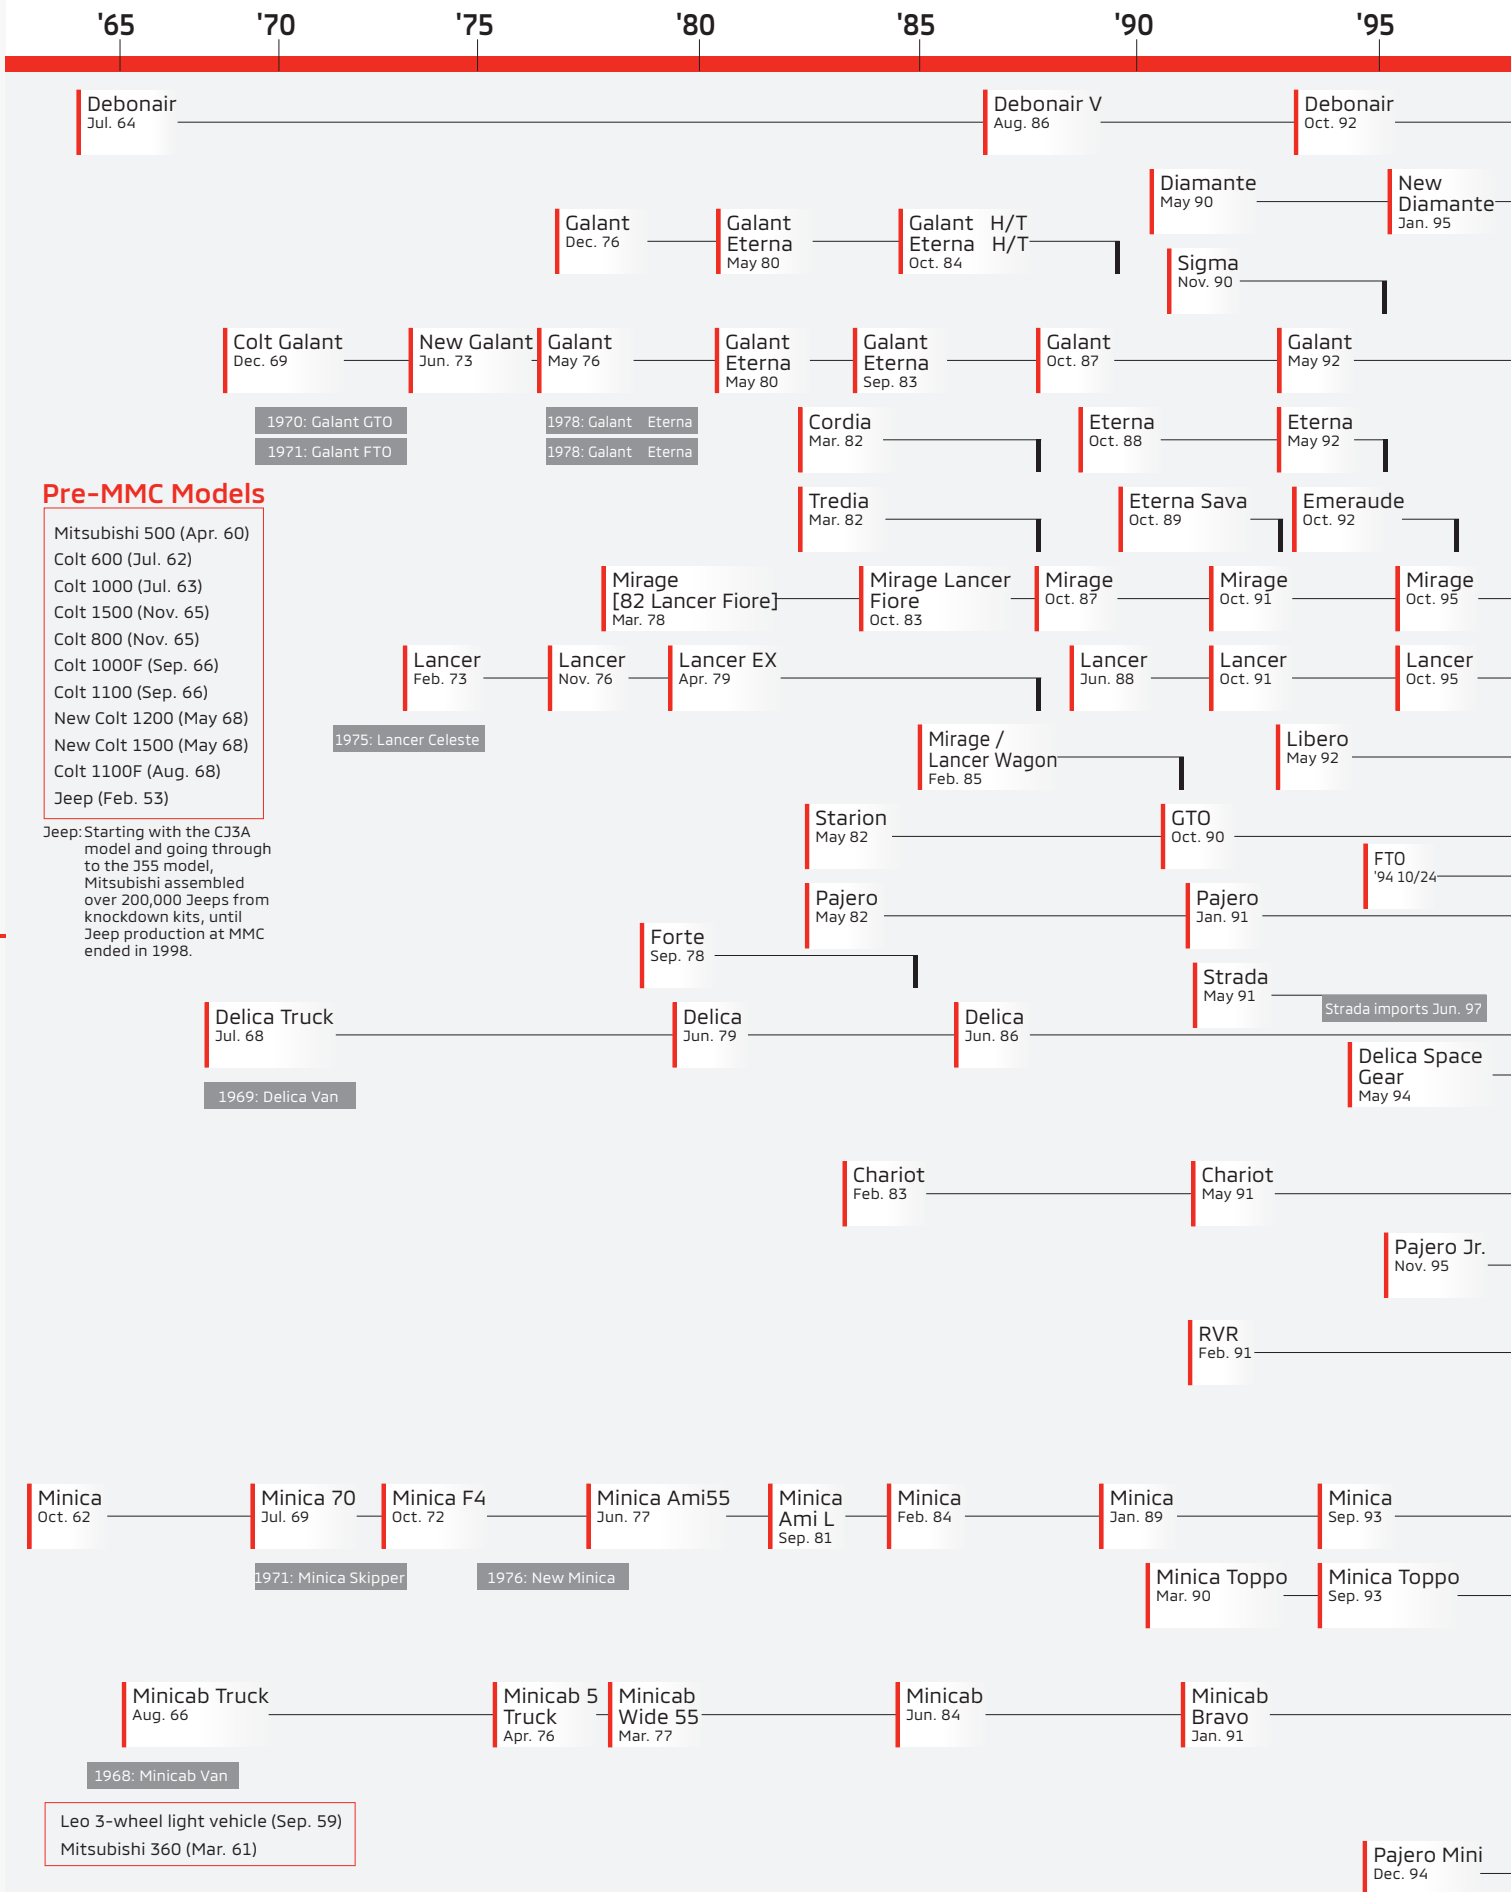 '65 '70 '75 '80 '85 '90 '95
Debonair
Jul. 64
Debonair V
Aug. 86
Debonair
Oct. 92
Diamante
May 90
New
Diamante
Jan. 95
Galant
Dec. 76
Galant
Eterna
May 80
Galant H/T
Eterna H/T
Oct. 84
Sigma
Nov. 90
Colt Galant
Dec. 69
New Galant
Jun. 73
Galant
May 76
Galant
Eterna
May 80
Galant
Eterna
Sep. 83
Galant
Oct. 87
Galant
May 92
1970: Galant GTO
1971: Galant FTO
1978: Galant Eterna
1978: Galant Eterna
Cordia
Mar. 82
Eterna
Oct. 88
Eterna
May 92
Pre-MMC Models
Mitsubishi 500 (Apr. 60)
Colt 600 (Jul. 62)
Colt 1000 (Jul. 63)
Colt 1500 (Nov. 65)
Colt 800 (Nov. 65)
Colt 1000F (Sep. 66)
Colt 1100 (Sep. 66)
New Colt 1200 (May 68)
New Colt 1500 (May 68)
Colt 1100F (Aug. 68)
Jeep (Feb. 53)
Jeep: Starting with the CJ3A
model and going through
to the J55 model,
Mitsubishi assembled
over 200,000 Jeeps from
knockdown kits, until
Jeep production at MMC
ended in 1998.
Tredia
Mar. 82
Eterna Sava
Oct. 89
Emeraude
Oct. 92
Mirage
[82 Lancer Fiore]
Mar. 78
Mirage Lancer
Fiore
Oct. 83
Mirage
Oct. 87
Mirage
Oct. 91
Mirage
Oct. 95
Lancer
Feb. 73
Lancer
Nov. 76
Lancer EX
Apr. 79
Lancer
Jun. 88
Lancer
Oct. 91
Lancer
Oct. 95
1975: Lancer Celeste
Mirage /
Lancer Wagon
Feb. 85
Libero
May 92
Starion
May 82
GTO
Oct. 90
FTO
'94 10/24
Pajero
May 82
Pajero
Jan. 91
Forte
Sep. 78
Strada
May 91
Strada imports Jun. 97
Delica Truck
Jul. 68
Delica
Jun. 79
Delica
Jun. 86
Delica Space
Gear
May 94
1969: Delica Van
Chariot
Feb. 83
Chariot
May 91
Pajero Jr.
Nov. 95
RVR
Feb. 91
Minica
Oct. 62
Minica 70
Jul. 69
Minica F4
Oct. 72
Minica Ami55
Jun. 77
Minica
Ami L
Sep. 81
Minica
Feb. 84
Minica
Jan. 89
Minica
Sep. 93
1971: Minica Skipper
1976: New Minica
Minica Toppo
Mar. 90
Minica Toppo
Sep. 93
Minicab Truck
Aug. 66
Minicab 5
Truck
Apr. 76
Minicab
Wide 55
Mar. 77
Minicab
Jun. 84
Minicab
Bravo
Jan. 91
1968: Minicab Van
Leo 3-wheel light vehicle (Sep. 59)
Mitsubishi 360 (Mar. 61)
Pajero Mini
Dec. 94